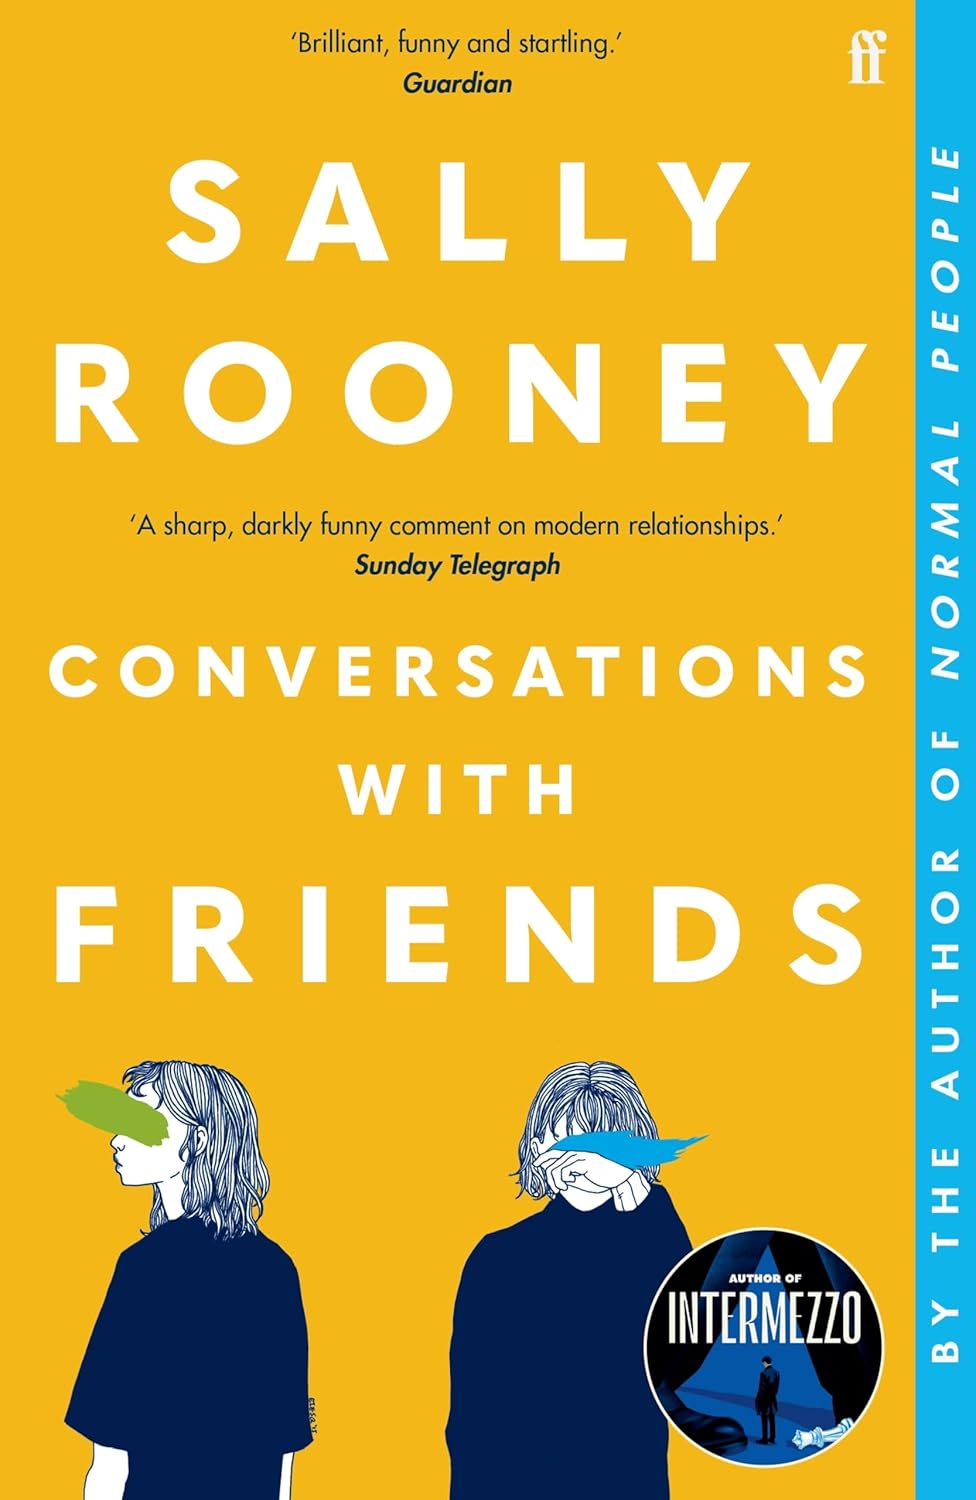 ‘Brilliant, funny and startling.’
Guardian
ff
SALLY
ROONEY
‘A sharp, darkly funny comment on modern relationships.’
Sunday Telegraph
CONVERSATIONS
WITH
FRIENDS
AUTHOR OF
INTERMEZZO
BY THE AUTHOR OF NORMAL PEOPLE